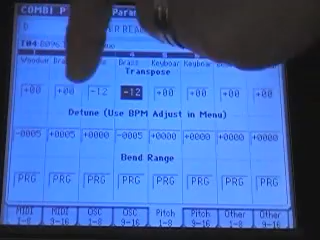 COMBI P Para
T04
Brass Keyboar Keyboar
Transpose
+00 +00 -12 -12 +00 +00 +00
Detune (Use BPM Adjust in Menu)
-0005 +0005 +0000 -0005 +0000 +0000 +0000 +0000
Bend Range
PRG PRG PRG PRG PRG PRG PRG PRG
MIDI 1-8 MIDI 9-16 OSC 1-8 OSC 9-16 Pitch 1-8 Pitch 9-16 Other 1-8 Other 9-16